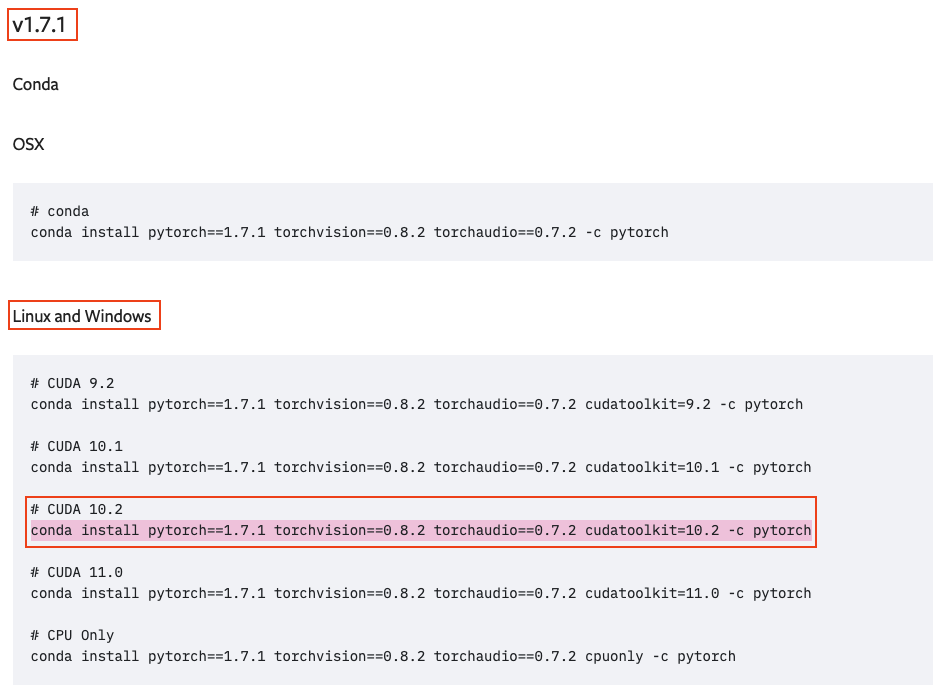 v1.7.1
Conda
OSX
# conda
conda install pytorch==1.7.1 torchvision==0.8.2 torchaudio==0.7.2 -c pytorch
Linux and Windows
# CUDA 9.2
conda install pytorch==1.7.1 torchvision==0.8.2 torchaudio==0.7.2 cudatoolkit=9.2 -c pytorch
# CUDA 10.1
conda install pytorch==1.7.1 torchvision==0.8.2 torchaudio==0.7.2 cudatoolkit=10.1 -c pytorch
# CUDA 10.2
conda install pytorch==1.7.1 torchvision==0.8.2 torchaudio==0.7.2 cudatoolkit=10.2 -c pytorch
# CUDA 11.0
conda install pytorch==1.7.1 torchvision==0.8.2 torchaudio==0.7.2 cudatoolkit=11.0 -c pytorch
# CPU Only
conda install pytorch==1.7.1 torchvision==0.8.2 torchaudio==0.7.2 cpuonly -c pytorch